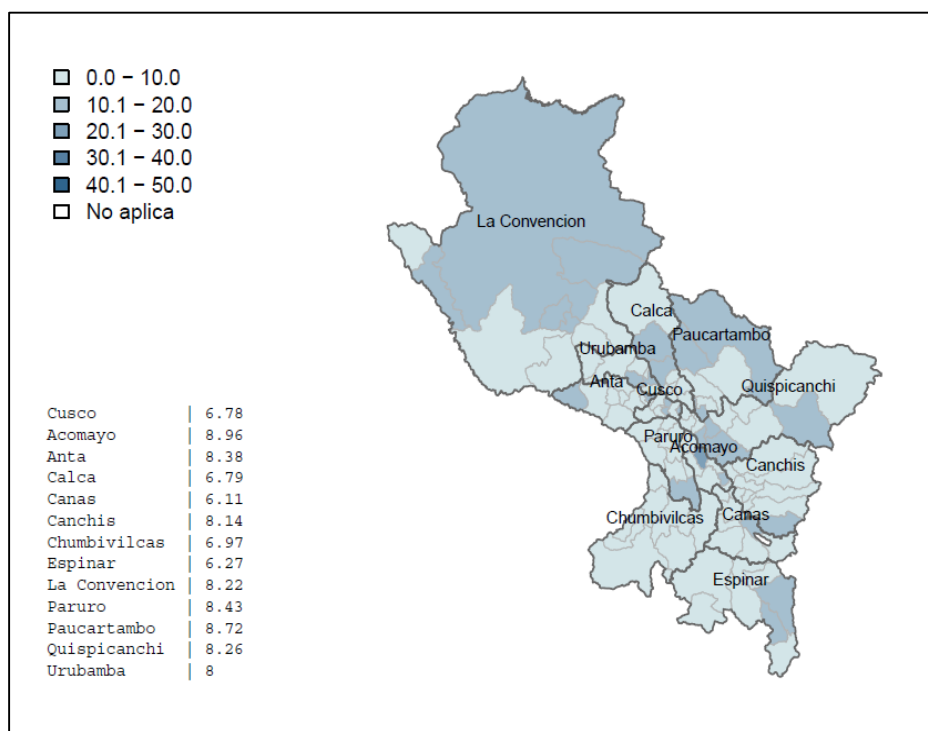 0.0 − 10.0
10.1 − 20.0
20.1 − 30.0
30.1 − 40.0
40.1 − 50.0
No aplica
La Convencion
Calca
Paucartambo
Urubamba
Anta
Cusco
Quispicanchi
Paruro
Acomayo
Canchis
Chumbivilcas
Canas
Espinar
Cusco | 6.78
Acomayo | 8.96
Anta | 8.38
Calca | 6.79
Canas | 6.11
Canchis | 8.14
Chumbivilcas | 6.97
Espinar | 6.27
La Convencion | 8.22
Paruro | 8.43
Paucartambo | 8.72
Quispicanchi | 8.26
Urubamba | 8